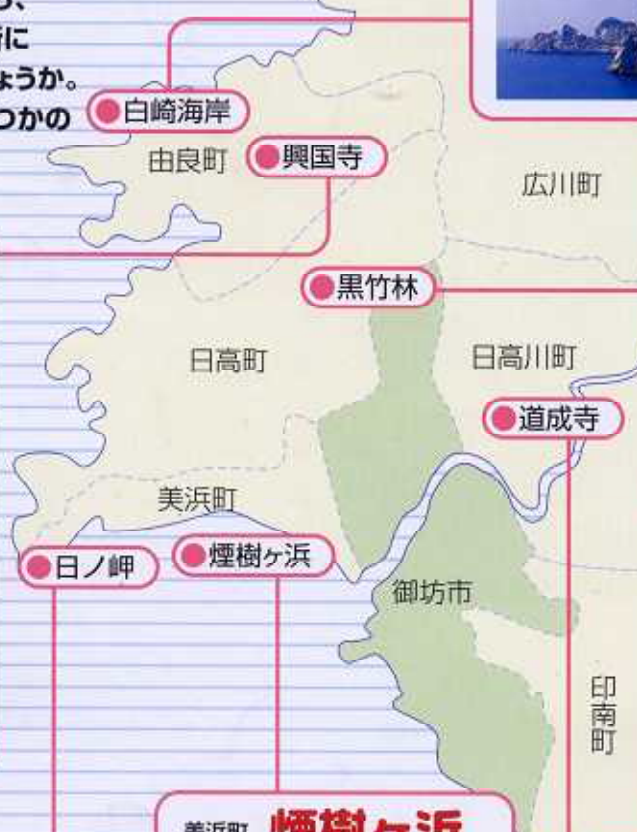 に
ょうか。
つかの
白崎海岸
由良町
興国寺
広川町
黒竹林
日高町
日高川町
道成寺
美浜町
日ノ岬
煙樹ヶ浜
御坊市
印南町
美浜町 煙樹ヶ浜